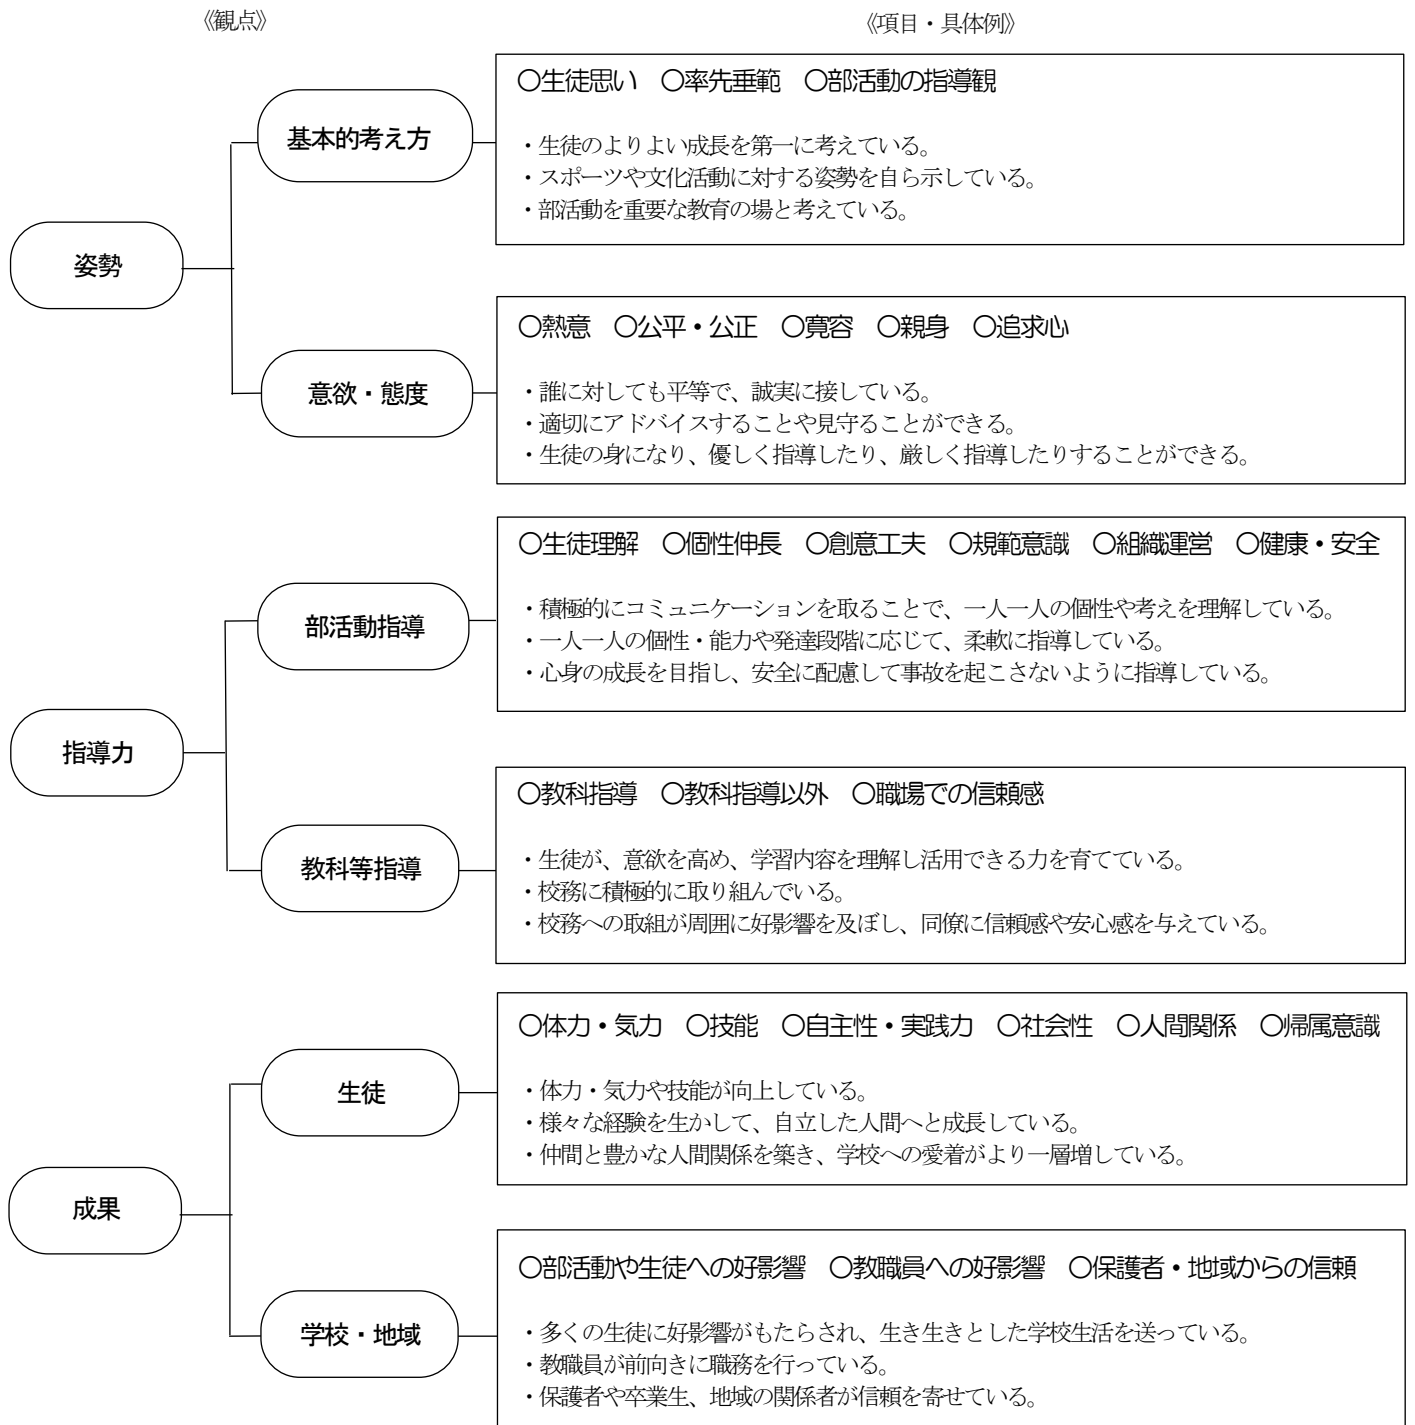 《観点》
《項目・具体例》
姿勢
基本的考え方
○生徒思い ○率先垂範 ○部活動の指導観
・生徒のよりよい成長を第一に考えている。
・スポーツや文化活動に対する姿勢を自ら示している。
・部活動を重要な教育の場と考えている。
意欲・態度
○熱意 ○公平・公正 ○寛容 ○親身 ○追求心
・誰に対しても平等で、誠実に接している。
・適切にアドバイスすることや見守ることができる。
・生徒の身になり、優しく指導したり、厳しく指導したりすることができる。
指導力
部活動指導
○生徒理解 ○個性伸長 ○創意工夫 ○規範意識 ○組織運営 ○健康・安全
・積極的にコミュニケーションを取ることで、一人一人の個性や考えを理解している。
・一人一人の個性・能力や発達段階に応じて、柔軟に指導している。
・心身の成長を目指し、安全に配慮して事故を起こさないように指導している。
教科等指導
○教科指導 ○教科指導以外 ○職場での信頼感
・生徒が、意欲を高め、学習内容を理解し活用できる力を育てている。
・校務に積極的に取り組んでいる。
・校務への取組が周囲に好影響を及ぼし、同僚に信頼感や安心感を与えている。
成果
生徒
○体力・気力 ○技能 ○自主性・実践力 ○社会性 ○人間関係 ○帰属意識
・体力・気力や技能が向上している。
・様々な経験を生かして、自立した人間へと成長している。
・仲間と豊かな人間関係を築き、学校への愛着がより一層増している。
学校・地域
○部活動や生徒への好影響 ○教職員への好影響 ○保護者・地域からの信頼
・多くの生徒に好影響がもたらされ、生き生きとした学校生活を送っている。
・教職員が前向きに職務を行っている。
・保護者や卒業生、地域の関係者が信頼を寄せている。